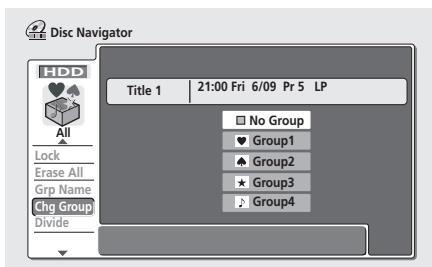 Disc Navigator
HDD
Title 1 21:00 Fri 6/09 Pr 5 LP
All
No Group
Group1
Group2
Group3
Group4
Lock
Erase All
Grp Name
Chg Group
Divide